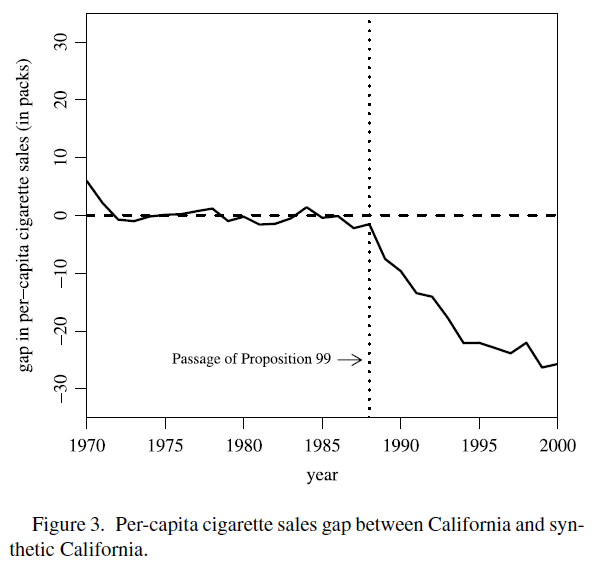 30
20
10
0
−10
−20
−30
gap in per−capita cigarette sales (in packs)
Passage of Proposition 99
1970 1975 1980 1985 1990 1995 2000
year
Figure 3. Per-capita cigarette sales gap between California and syn-
thetic California.